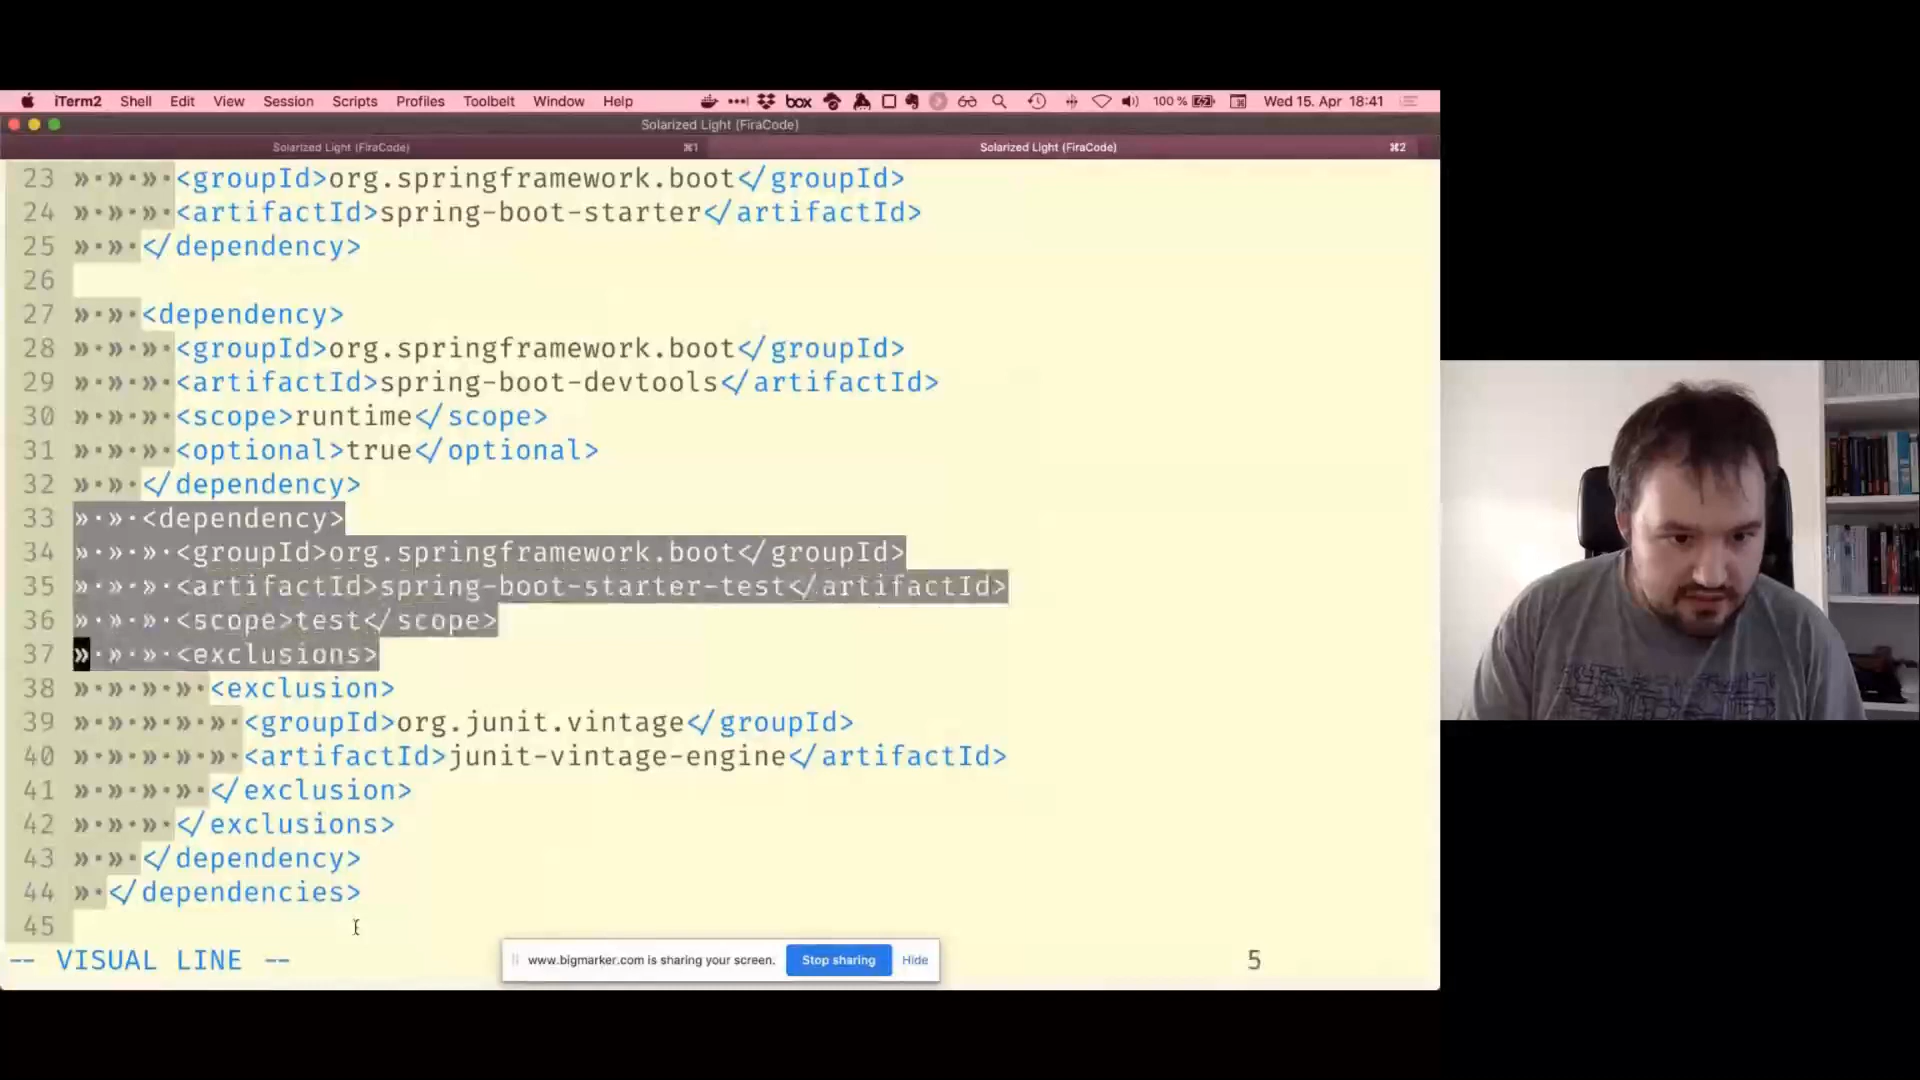 iTerm2 Shell Edit View Session Scripts Profiles Toolbelt Window Help box 100 % Wed 15. Apr 18:41
Solarized Light (FiraCode)
Solarized Light (FiraCode) ⌘1 Solarized Light (FiraCode) ⌘2
23 »·»·»·<groupId>org.springframework.boot</groupId>
24 »·»·»·<artifactId>spring-boot-starter</artifactId>
25 »·»·</dependency>
26
27 »·»·<dependency>
28 »·»·»·<groupId>org.springframework.boot</groupId>
29 »·»·»·<artifactId>spring-boot-devtools</artifactId>
30 »·»·»·<scope>runtime</scope>
31 »·»·»·<optional>true</optional>
32 »·»·</dependency>
33 »·»·<dependency>
34 »·»·»·<groupId>org.springframework.boot</groupId>
35 »·»·»·<artifactId>spring-boot-starter-test</artifactId>
36 »·»·»·<scope>test</scope>
37 »·»·»·<exclusions>
38 »·»·»·»·<exclusion>
39 »·»·»·»·»·<groupId>org.junit.vintage</groupId>
40 »·»·»·»·»·<artifactId>junit-vintage-engine</artifactId>
41 »·»·»·»·</exclusion>
42 »·»·»·</exclusions>
43 »·»·</dependency>
44 »·</dependencies>
45
-- VISUAL LINE -- 5
www.bigmarker.com is sharing your screen. Stop sharing Hide